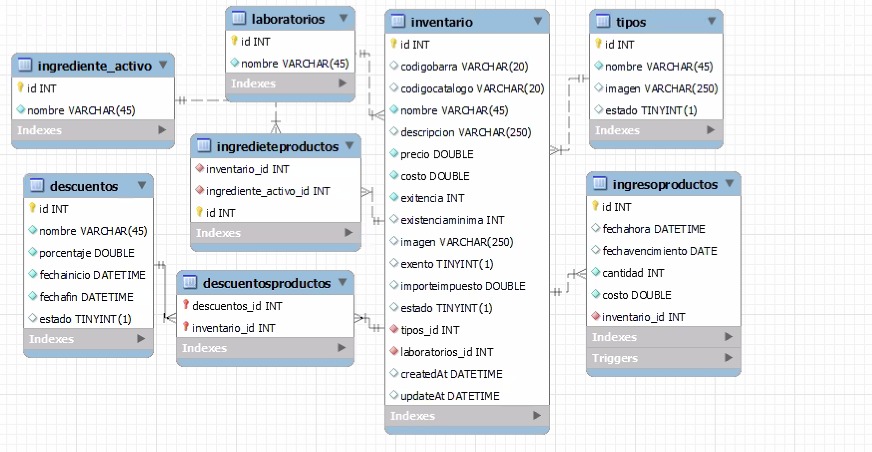 ingrediente_activo
id INT
nombre VARCHAR(45)
Indexes
laboratorios
id INT
nombre VARCHAR(45)
Indexes
ingredieteproductos
inventario_id INT
ingrediente_activo_id INT
id INT
Indexes
descuentos
id INT
nombre VARCHAR(45)
porcentaje DOUBLE
fechainicio DATETIME
fechafin DATETIME
estado TINYINT(1)
Indexes
descuentosproductos
descuentos_id INT
inventario_id INT
Indexes
inventario
id INT
codigobarra VARCHAR(20)
codigocatalogo VARCHAR(20)
nombre VARCHAR(45)
descripcion VARCHAR(250)
precio DOUBLE
costo DOUBLE
exitencia INT
existenciaminima INT
imagen VARCHAR(250)
exento TINYINT(1)
importeimpuesto DOUBLE
estado TINYINT(1)
tipos_id INT
laboratorios_id INT
createdAt DATETIME
updateAt DATETIME
Indexes
tipos
id INT
nombre VARCHAR(45)
imagen VARCHAR(250)
estado TINYINT(1)
Indexes
ingresoproductos
id INT
fechahora DATETIME
fechavencimiento DATE
cantidad INT
costo DOUBLE
inventario_id INT
Indexes
Triggers